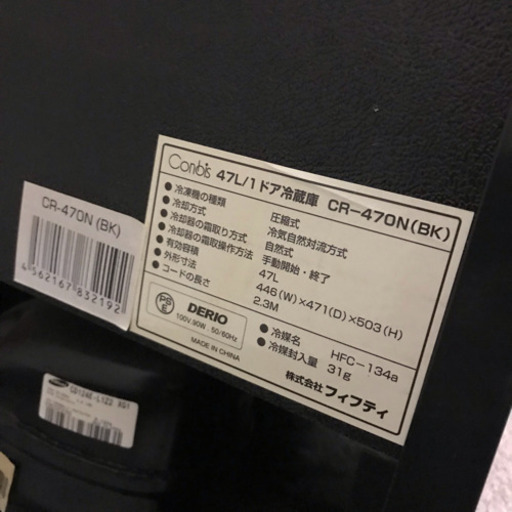 Conbis 47L/1ドア冷蔵庫 CR-470N(BK)
●冷凍機の種類 圧縮式
●冷却方式 冷気自然対流方式
●冷却器の霜取り方式 自然式
●冷却器の霜取操作方法 手動開始・終了
●有効容積 47L
●外形寸法 446(W)×471(D)×503(H)
●コードの長さ 2.3M
PSE
DERIO
100V.90W . 50/60Hz
MADE IN CHINA
●冷媒名 HFC-134a
●冷媒封入量 31g
株式会社フィフティ
CR-470N (BK)
4562167832192